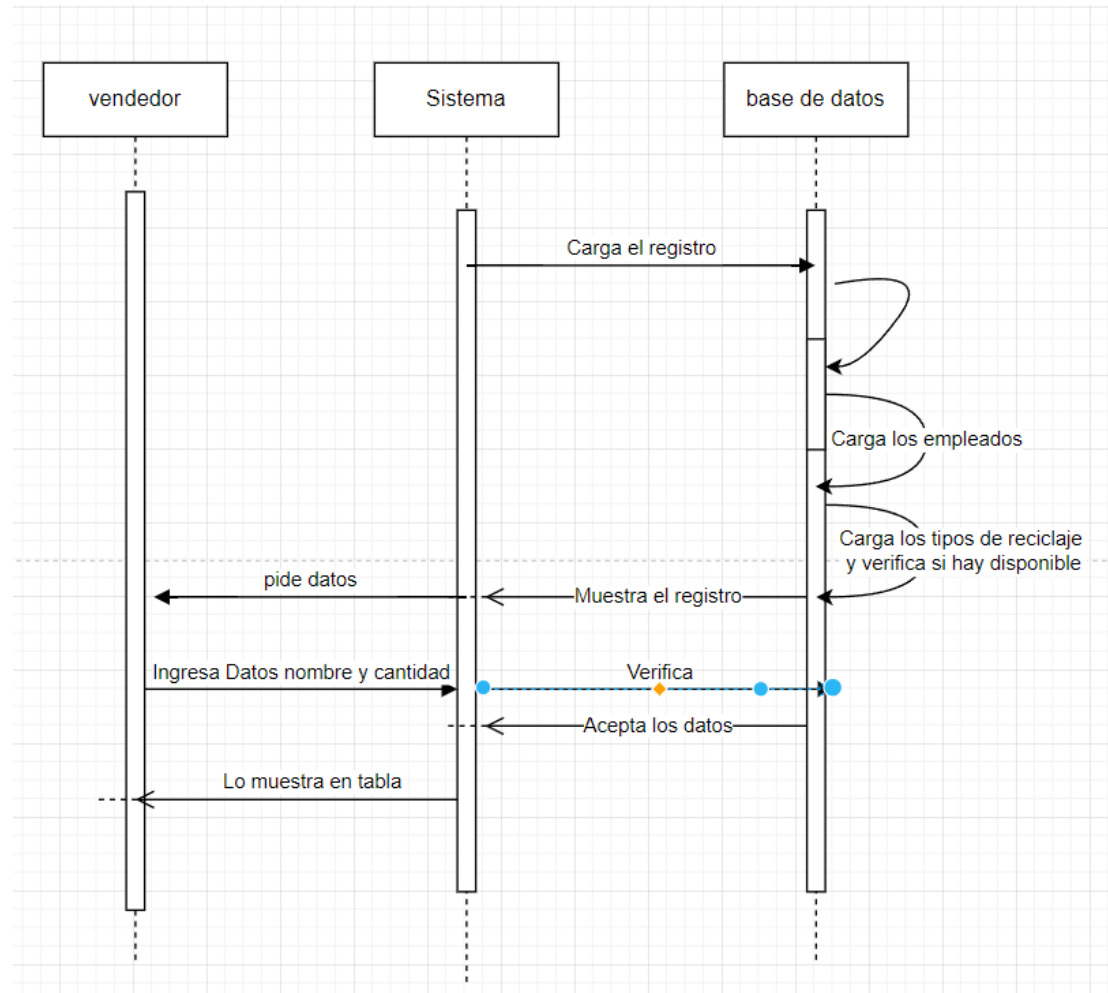 vendedor
Sistema
base de datos
Carga el registro
Carga los empleados
Carga los tipos de reciclaje
y verifica si hay disponible
pide datos
Muestra el registro
Ingresa Datos nombre y cantidad
Verifica
Acepta los datos
Lo muestra en tabla